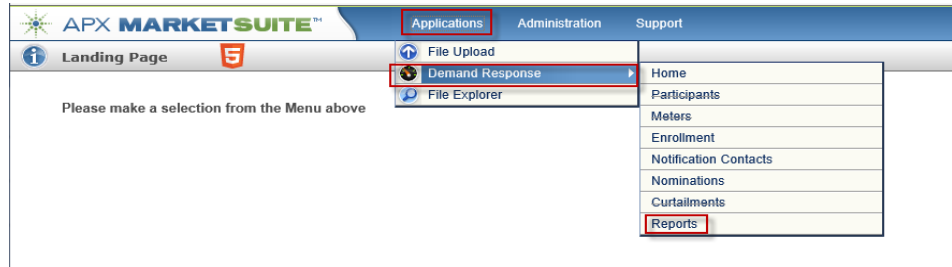 APX MARKETSUITE™ Applications Administration Support
Landing Page
File Upload
Demand Response
File Explorer
Please make a selection from the Menu above
Home
Participants
Meters
Enrollment
Notification Contacts
Nominations
Curtailments
Reports